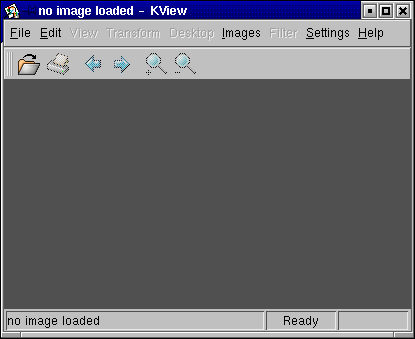 no image loaded - KView
File Edit View Transform Desktop Images Filter Settings Help
no image loaded Ready